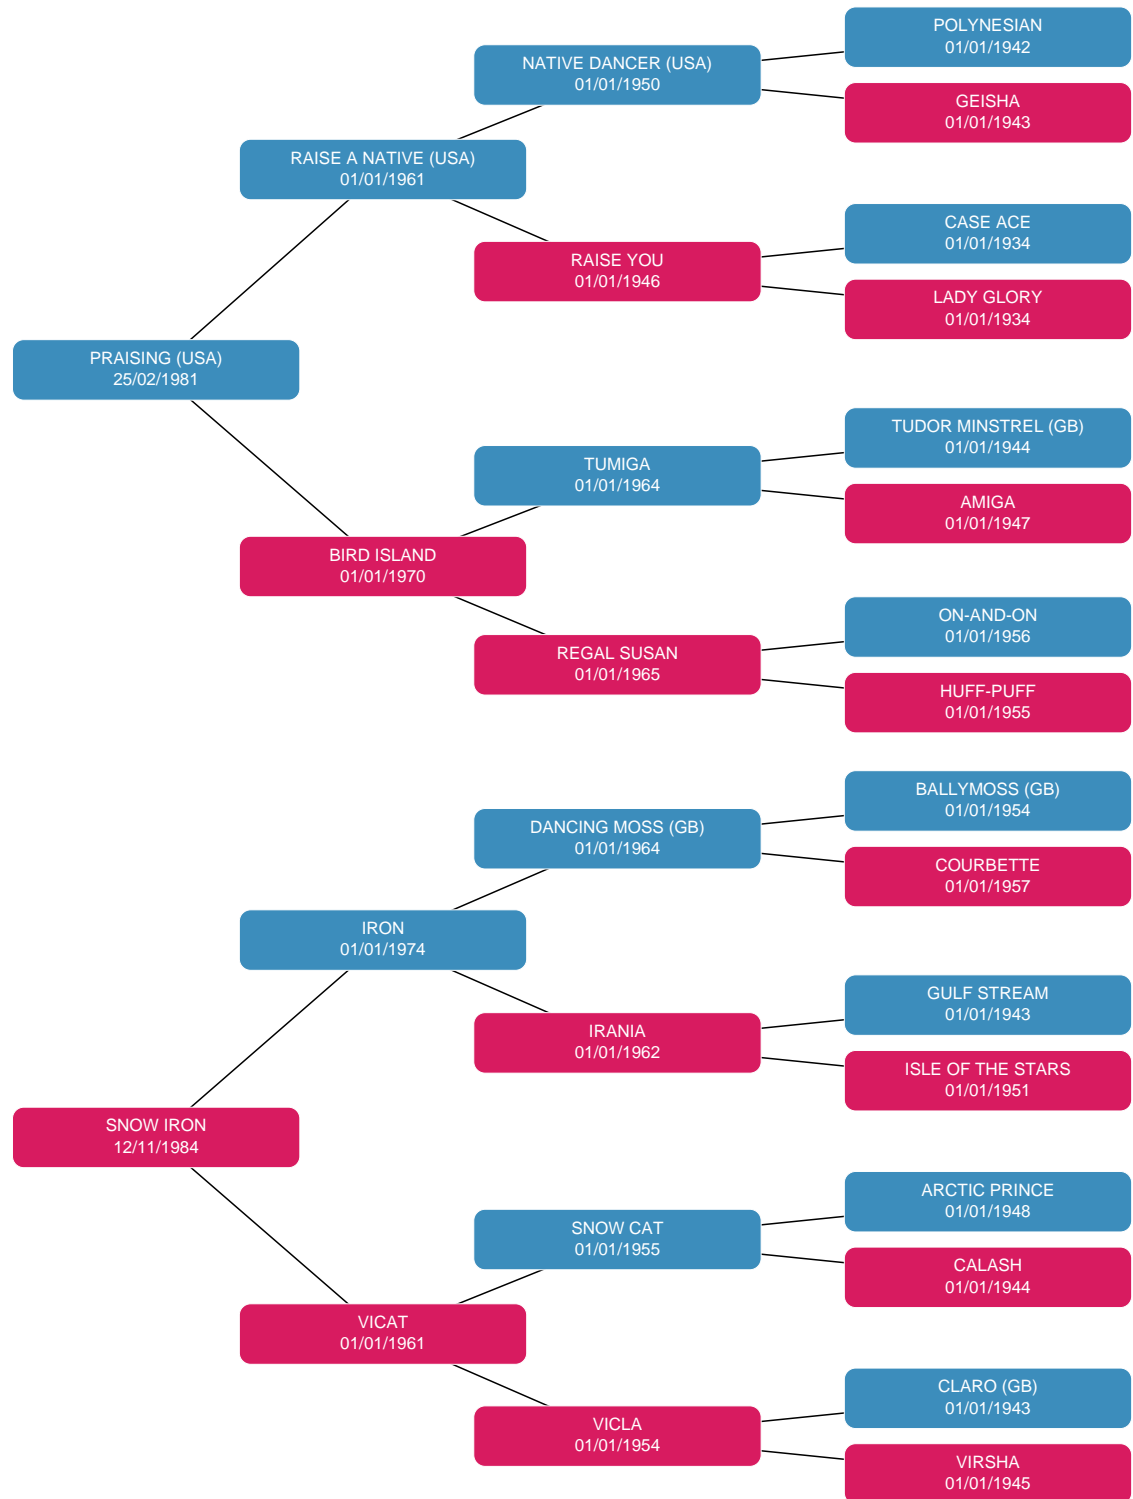 POLYNESIAN
01/01/1942
NATIVE DANCER (USA)
01/01/1950
GEISHA
01/01/1943
RAISE A NATIVE (USA)
01/01/1961
CASE ACE
01/01/1934
RAISE YOU
01/01/1946
LADY GLORY
01/01/1934
PRAISING (USA)
25/02/1981
TUDOR MINSTREL (GB)
01/01/1944
TUMIGA
01/01/1964
AMIGA
01/01/1947
BIRD ISLAND
01/01/1970
ON-AND-ON
01/01/1956
REGAL SUSAN
01/01/1965
HUFF-PUFF
01/01/1955
BALLYMOSS (GB)
01/01/1954
DANCING MOSS (GB)
01/01/1964
COURBETTE
01/01/1957
IRON
01/01/1974
GULF STREAM
01/01/1943
IRANIA
01/01/1962
ISLE OF THE STARS
01/01/1951
SNOW IRON
12/11/1984
ARCTIC PRINCE
01/01/1948
SNOW CAT
01/01/1955
CALASH
01/01/1944
VICAT
01/01/1961
CLARO (GB)
01/01/1943
VICLA
01/01/1954
VIRSHA
01/01/1945